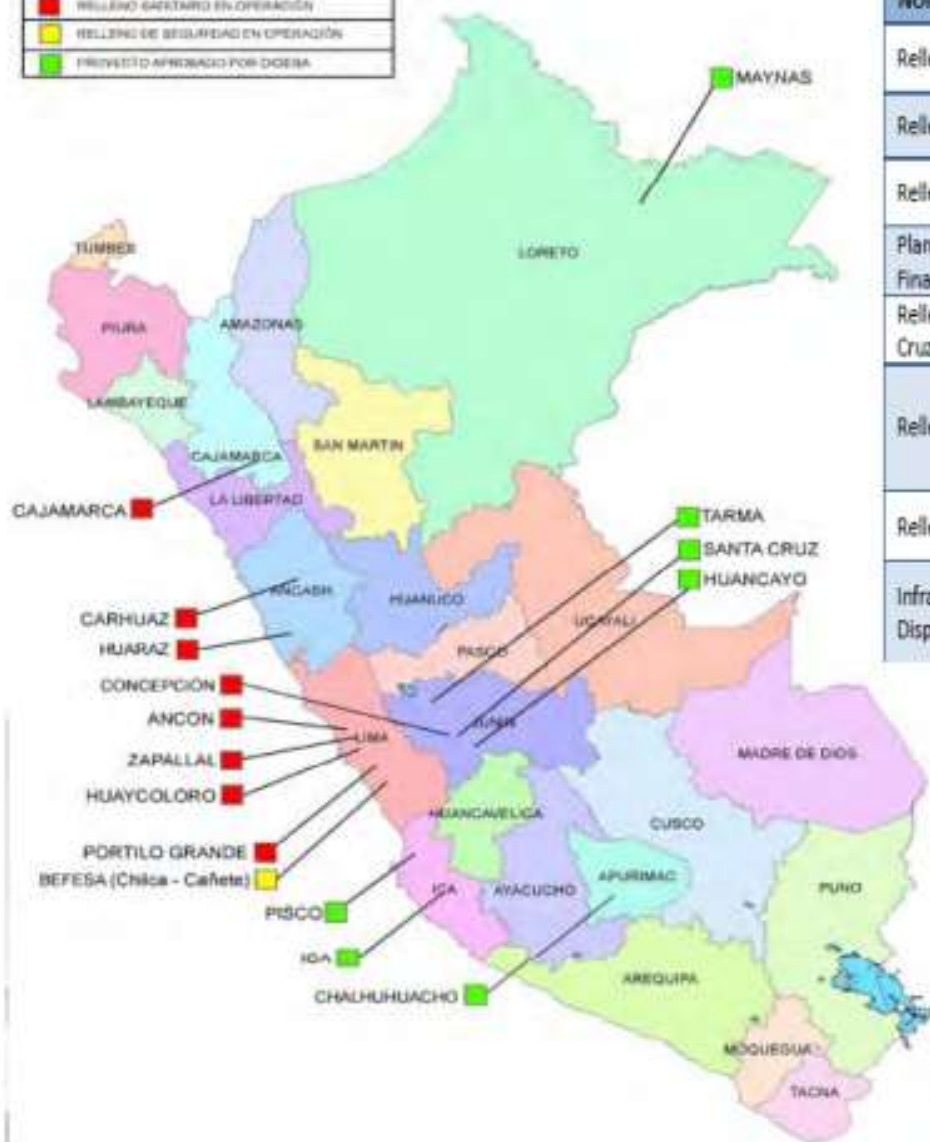 RELLENO SANITARIO EN OPERACIÓN
RELLENO DE SEGURIDAD EN OPERACIÓN
PROYECTO APROBADO POR DIGESA
MAYNAS
LORETO
TUMBES
PIURA
AMAZONAS
LAMBAYEQUE
SAN MARTIN
CAJAMARCA
LA LIBERTAD
CAJAMARCA
TARMA
SANTA CRUZ
HUANCAYO
ANCASH
HUANUCO
UCAYALI
CARHUAZ
HUARAZ
PASCO
CONCEPCION
ANCON
JUNIN
LIMA
ZAPALLAL
MADRE DE DIOS
HUAYCOLORO
HUANCAVELICA
CUSCO
PORTILO GRANDE
BEFESA (Chilca - Cañete)
ICA
AYACUCHO
APURIMAC
PUNO
PISCO
CHALHUHUACHO
AREQUIPA
MOQUEGUA
TACNA
Relle
Relle
Relle
Plan
Fina
Relle
Cruz
Relle
Relle
Infra
Disp